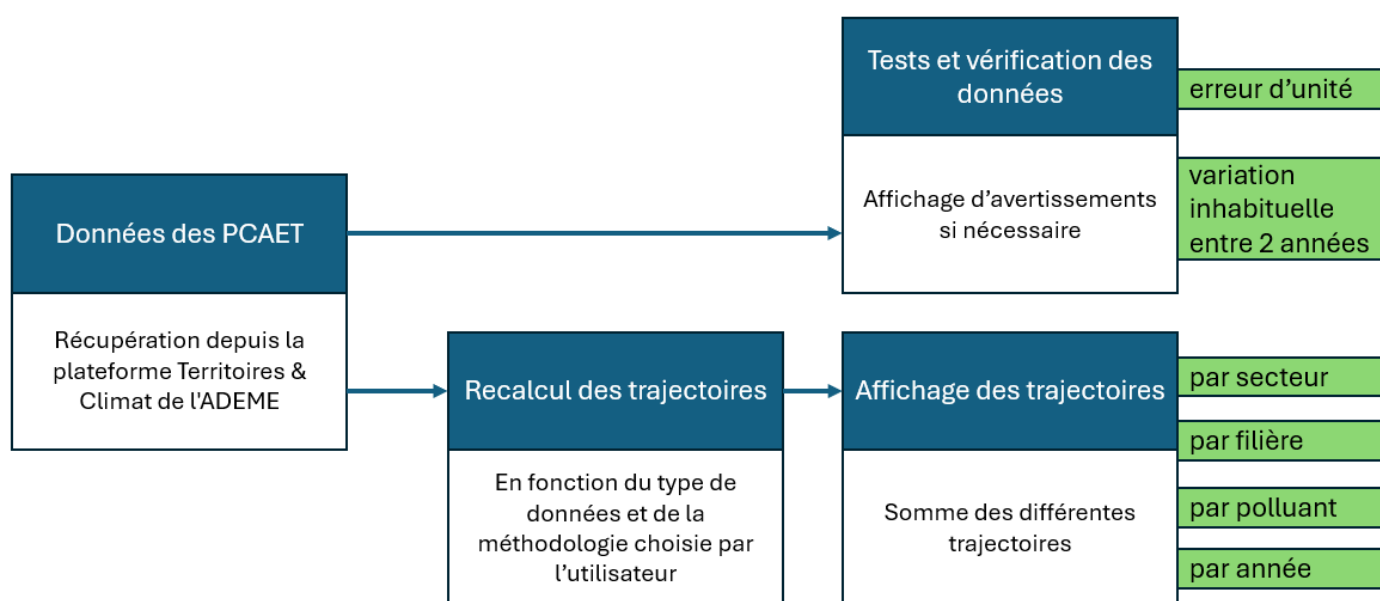 Données des PCAET
Récupération depuis la
plateforme Territoires &
Climat de l'ADEME
Tests et vérification des
données
Affichage d’avertissements
si nécessaire
erreur d’unité
variation
inhabituelle
entre 2 années
Recalcul des trajectoires
En fonction du type de
données et de la
méthodologie choisie par
l’utilisateur
Affichage des trajectoires
Somme des différentes
trajectoires
par secteur
par filière
par polluant
par année